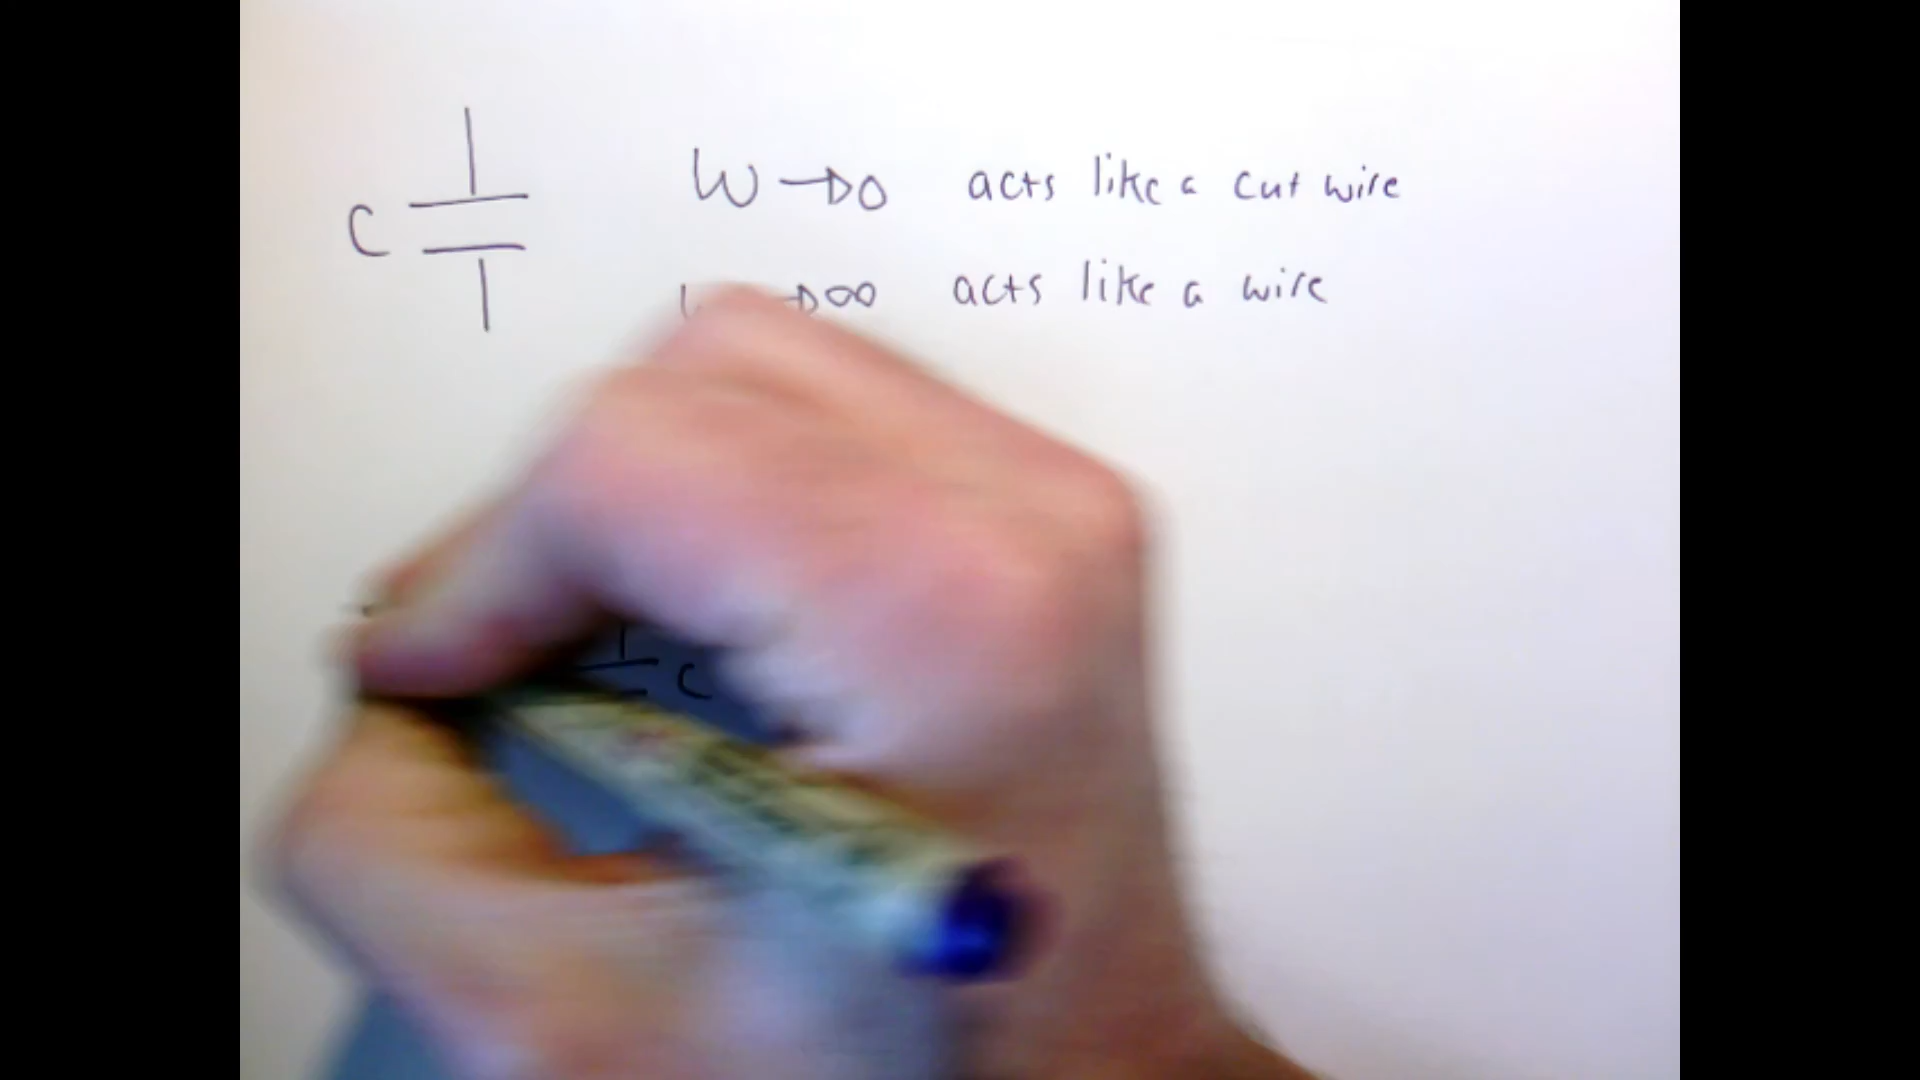 C
ω → 0 acts like a cut wire
→ ∞ acts like a wire
C